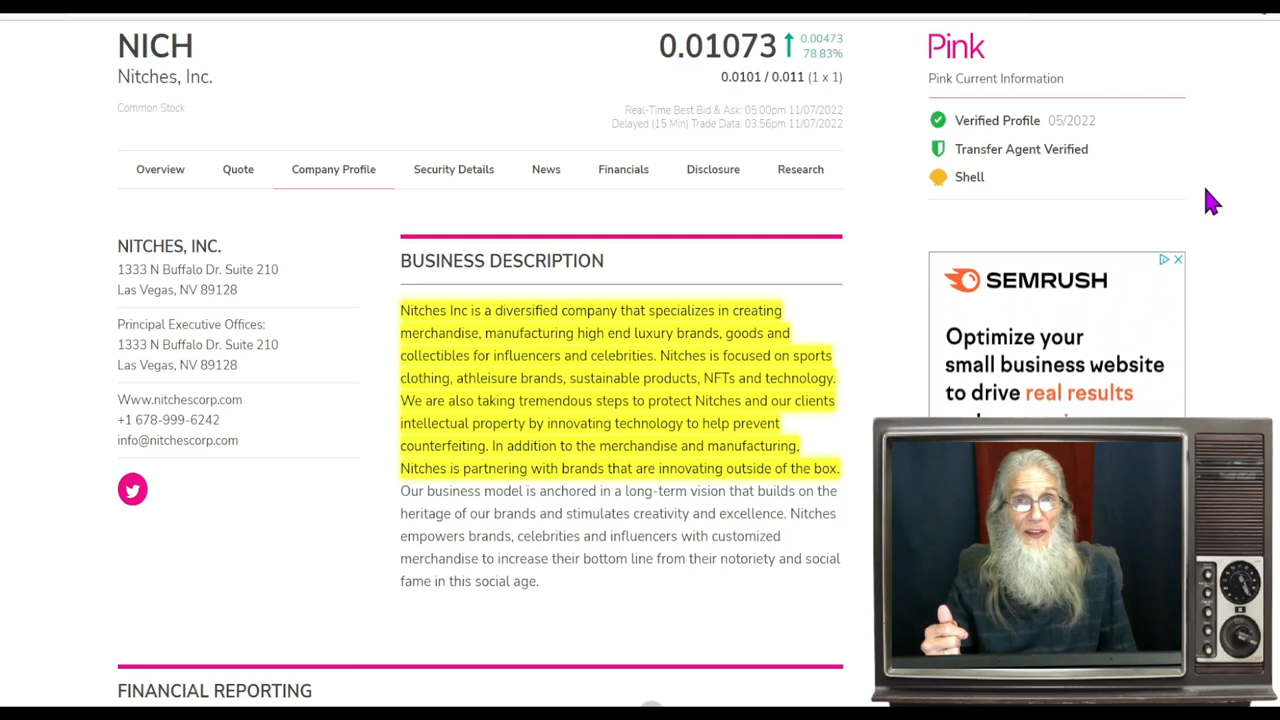 NICH
0.01073
0.00473
78.83%
Nitches, Inc.
0.0101 / 0.011 (1 x 1)
Common Stock
Real-Time Best Bid & Ask: 05:00pm 11/07/2022
Delayed (15 Min) Trade Data: 03:56pm 11/07/2022
Pink
Pink Current Information
Verified Profile 05/2022
Transfer Agent Verified
Shell
Overview Quote Company Profile Security Details News Financials Disclosure Research
NITCHES, INC.
1333 N Buffalo Dr. Suite 210
Las Vegas, NV 89128
Principal Executive Offices:
1333 N Buffalo Dr. Suite 210
Las Vegas, NV 89128
Www.nitchescorp.com
+1 678-999-6242
info@nitchescorp.com
BUSINESS DESCRIPTION
Nitches Inc is a diversified company that specializes in creating
merchandise, manufacturing high end luxury brands, goods and
collectibles for influencers and celebrities. Nitches is focused on sports
clothing, athleisure brands, sustainable products, NFTs and technology.
We are also taking tremendous steps to protect Nitches and our clients
intellectual property by innovating technology to help prevent
counterfeiting. In addition to the merchandise and manufacturing,
Nitches is partnering with brands that are innovating outside of the box.
Our business model is anchored in a long-term vision that builds on the
heritage of our brands and stimulates creativity and excellence. Nitches
empowers brands, celebrities and influencers with customized
merchandise to increase their bottom line from their notoriety and social
fame in this social age.
SEMRUSH
Optimize your
small business website
to drive real results
FINANCIAL REPORTING